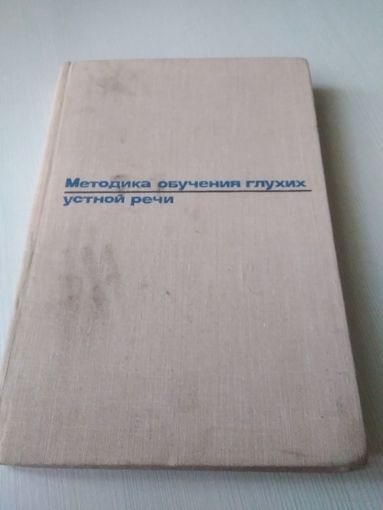 Методика обучения глухих
устной речи